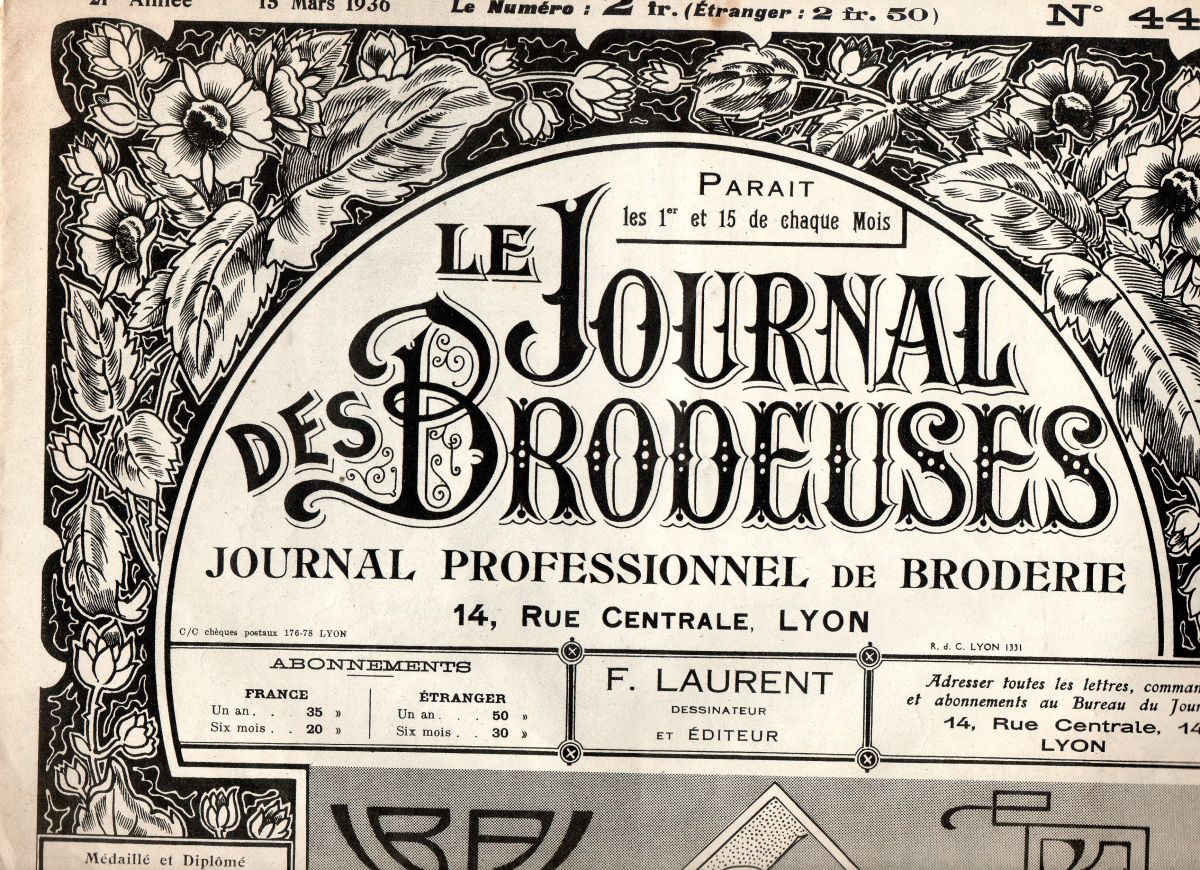 21e Année 15 Mars 1936 Le Numéro : 2 fr. (Étranger : 2 fr. 50) N° 44
PARAIT
les 1er et 15 de chaque Mois
LE JOURNAL
DES BRODEUSES
JOURNAL PROFESSIONNEL DE BRODERIE
14, RUE CENTRALE, LYON
C/C chèques postaux 176-78 LYON
R. d. C. LYON 1331
ABONNEMENTS
FRANCE
Un an . . . 35 »
Six mois . . 20 »
ÉTRANGER
Un an . . . 50 »
Six mois . . 30 »
F. LAURENT
DESSINATEUR
ET ÉDITEUR
Adresser toutes les lettres, comman
et abonnements au Bureau du Jour
14, Rue Centrale, 14
LYON
Médaillé et Diplômé